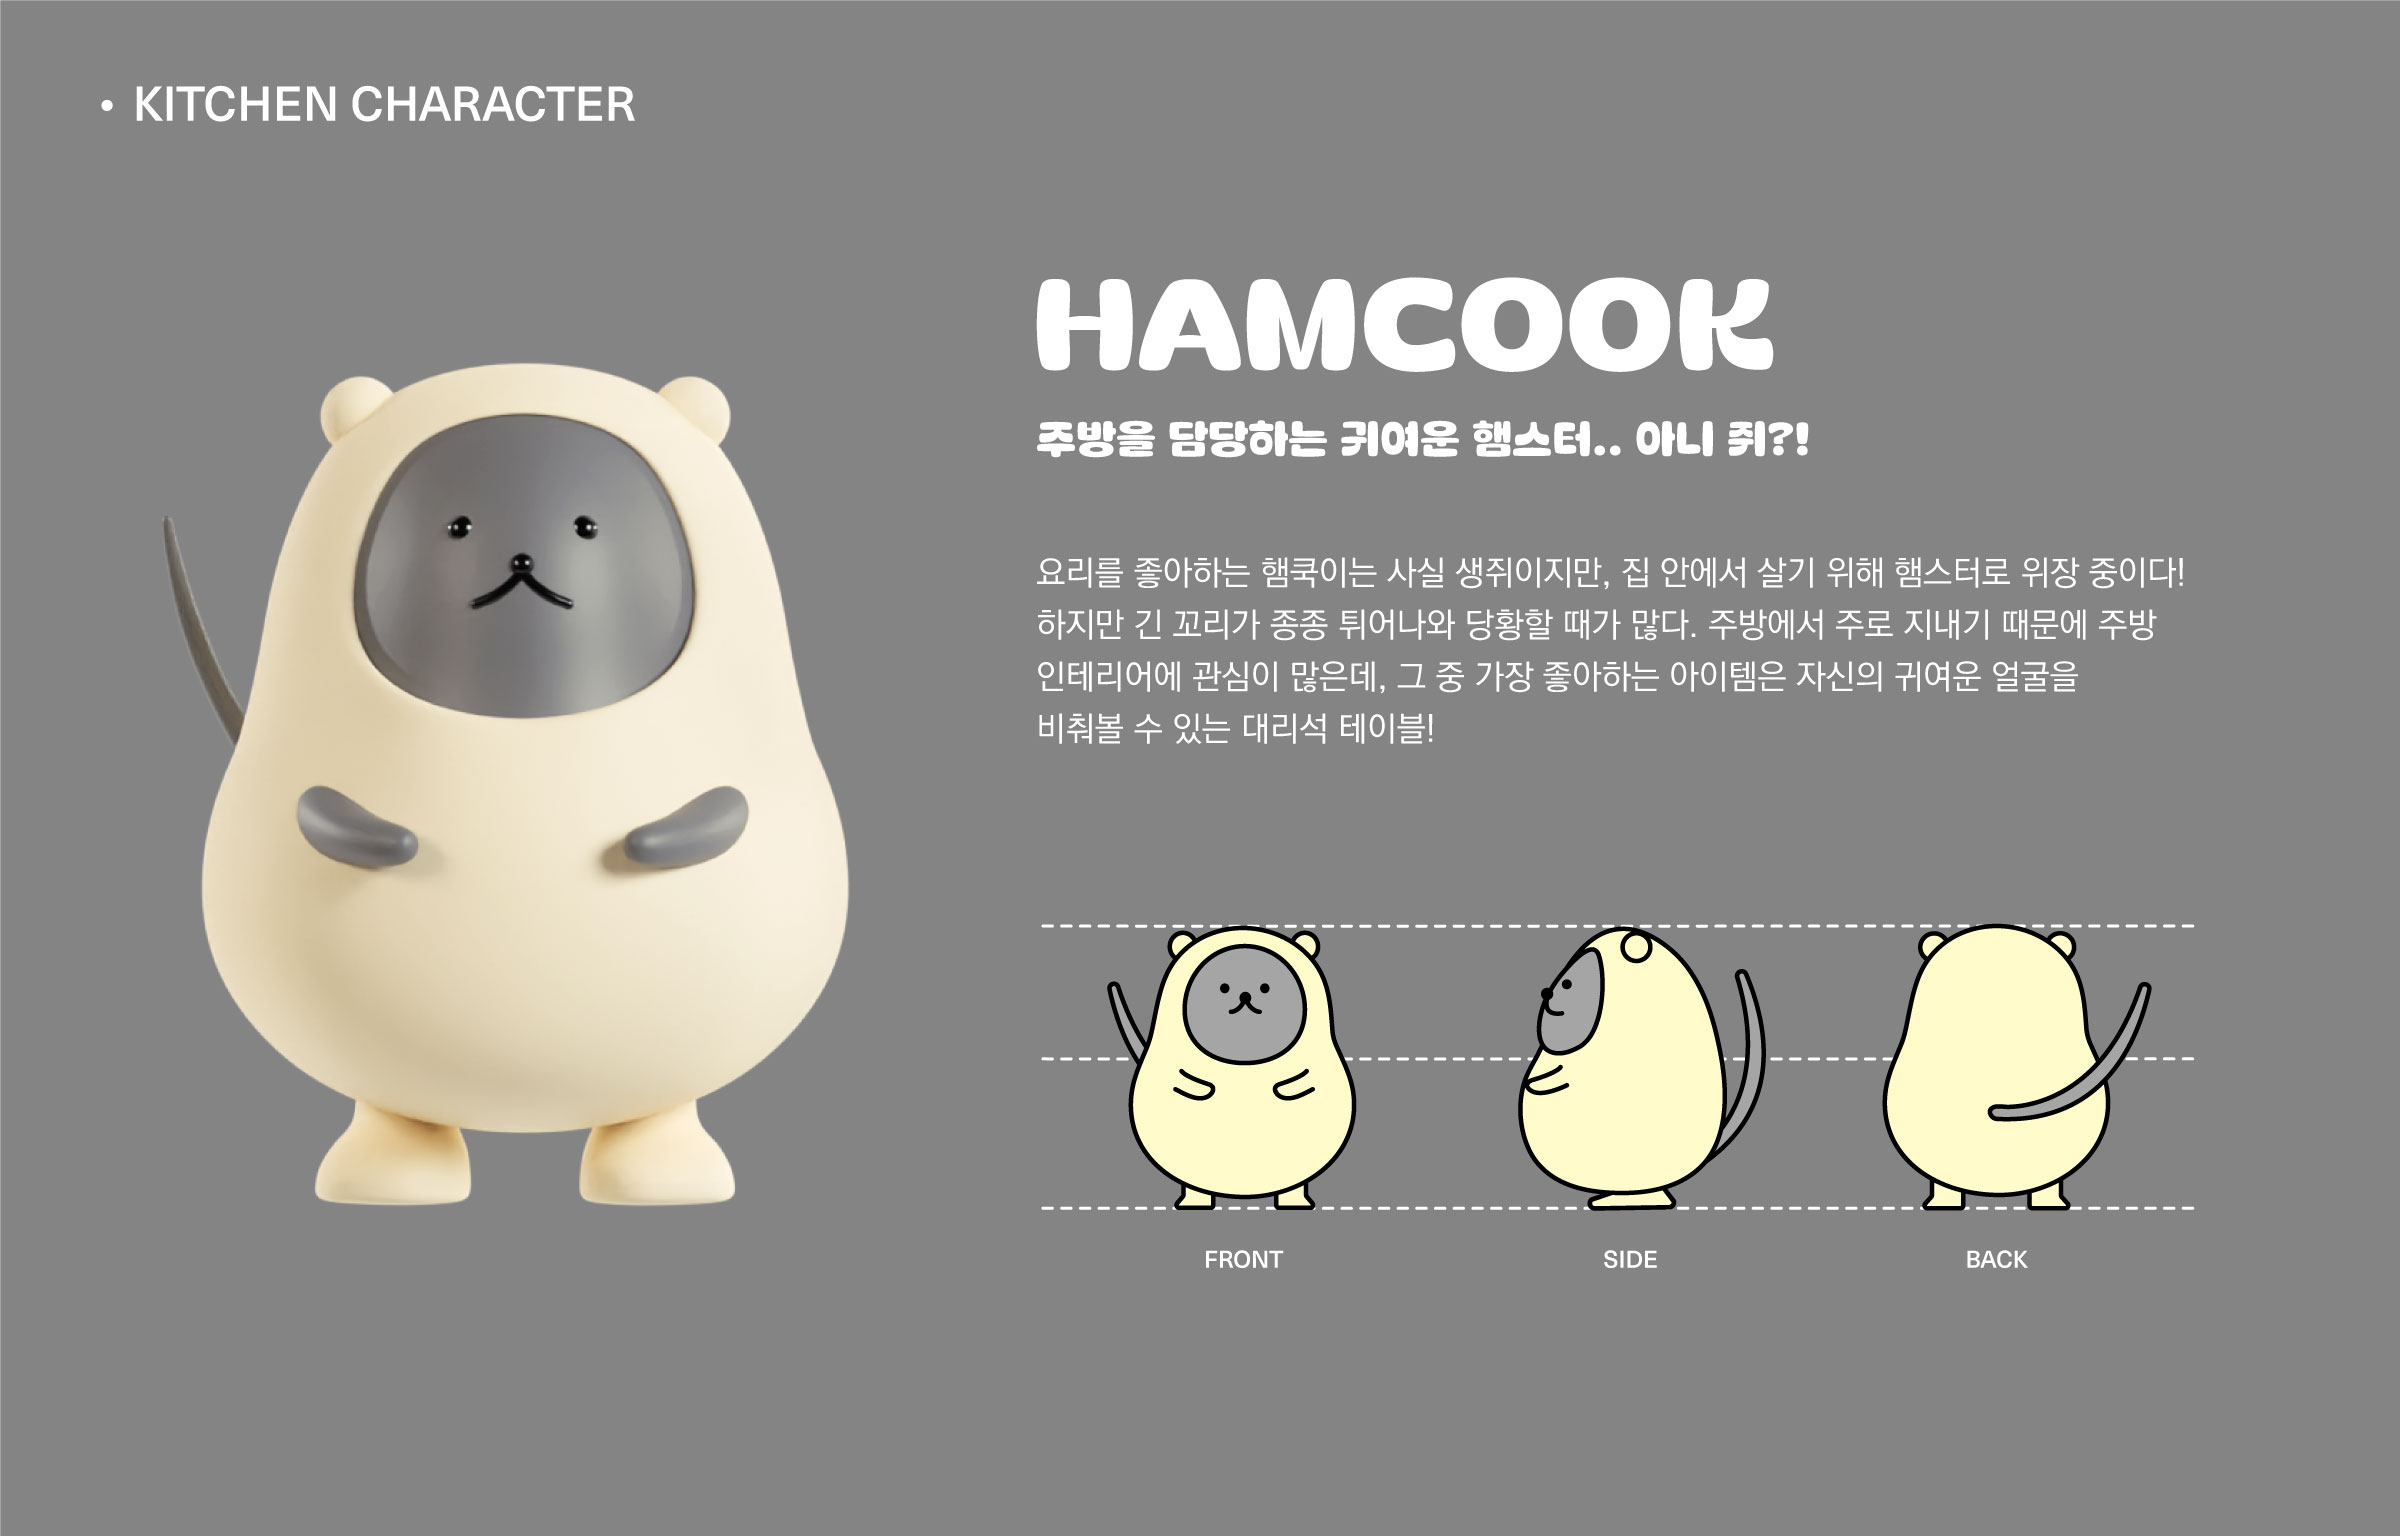 • KITCHEN CHARACTER
HAMCOOK
주방을 담당하는 귀여운 햄스터.. 아니 쥐?!
요리를 좋아하는 햄쿡이는 사실 생쥐이지만, 집 안에서 살기 위해 햄스터로 위장 중이다!
하지만 긴 꼬리가 종종 튀어나와 당황할 때가 많다. 주방에서 주로 지내기 때문에 주방
인테리어에 관심이 많은데, 그 중 가장 좋아하는 아이템은 자신의 귀여운 얼굴을
비춰볼 수 있는 대리석 테이블!
FRONT
SIDE
BACK